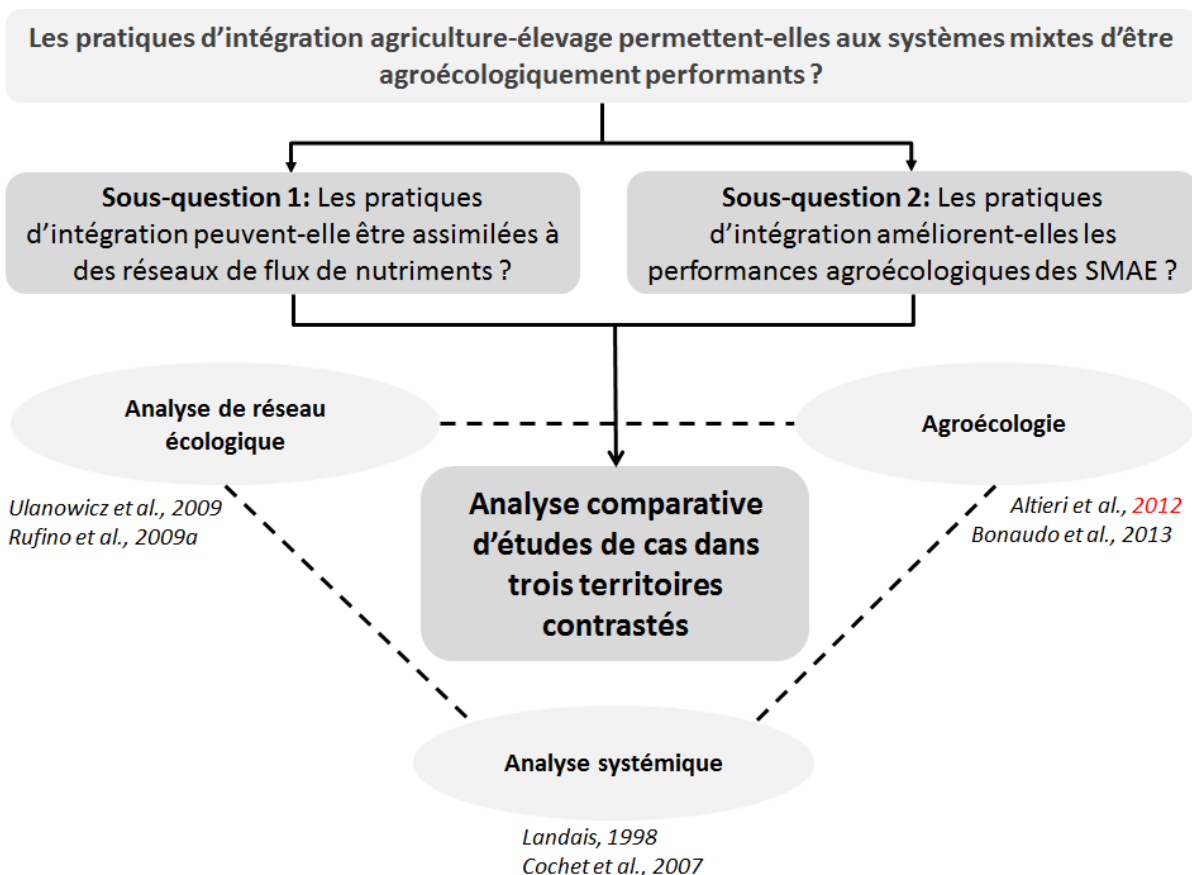 Les pratiques d’intégration agriculture-élevage permettent-elles aux systèmes mixtes d’être
agroécologiquement performants ?
Sous-question 1: Les pratiques
d’intégration peuvent-elle être assimilées à
des réseaux de flux de nutriments ?
Sous-question 2: Les pratiques
d’intégration améliorent-elles les
performances agroécologiques des SMAE ?
Analyse de réseau
écologique
Agroécologie
Ulanowicz et al., 2009
Rufino et al., 2009a
Analyse comparative
d’études de cas dans
trois territoires
contrastés
Altieri et al., 2012
Bonaudo et al., 2013
Analyse systémique
Landais, 1998
Cochet et al., 2007